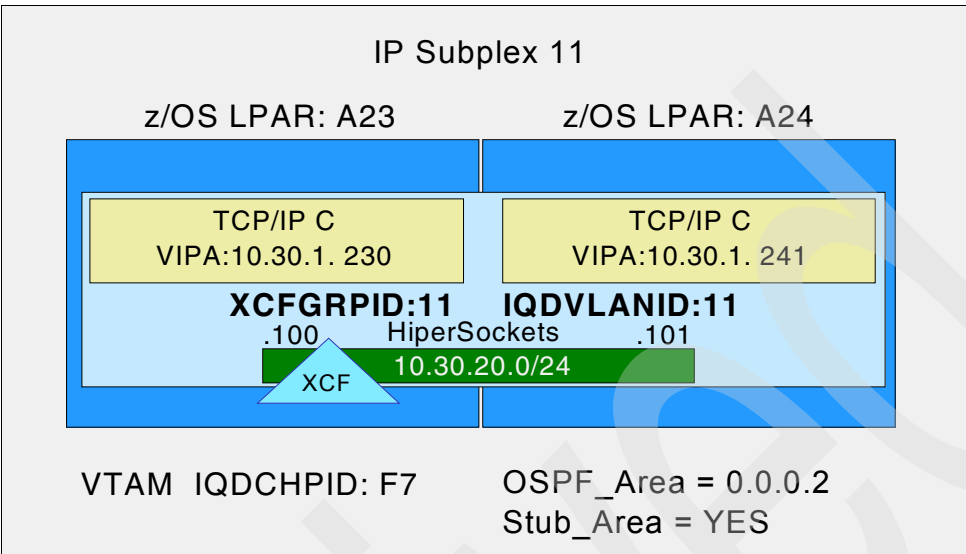 IP Subplex 11
z/OS LPAR: A23 z/OS LPAR: A24
TCP/IP C
VIPA:10.30.1. 230
TCP/IP C
VIPA:10.30.1. 241
XCFGRPID:11 IQDVLANID:11
.100 HiperSockets .101
10.30.20.0/24
XCF
VTAM IQDCHPID: F7
OSPF_Area = 0.0.0.2
Stub_Area = YES